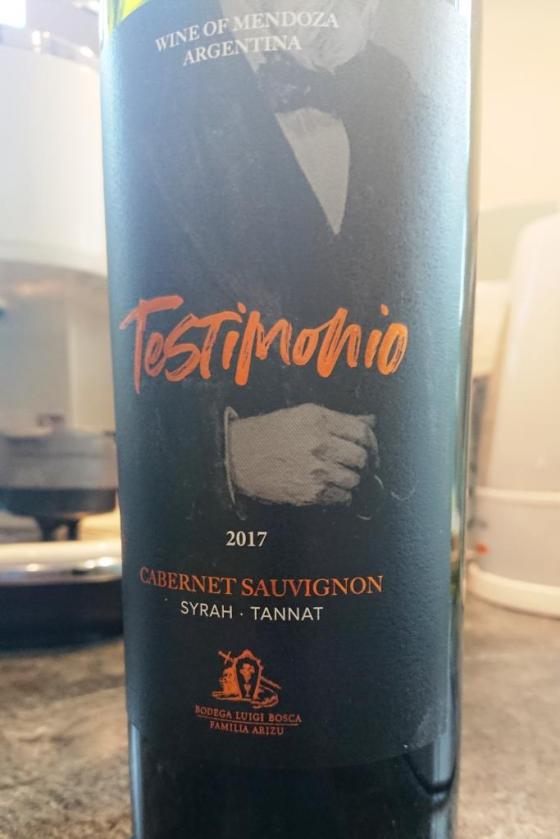 WINE OF MENDOZA
ARGENTINA
Testimonio
2017
CABERNET SAUVIGNON
SYRAH · TANNAT
BODEGA LUIGI BOSCA
FAMILIA ARIZU